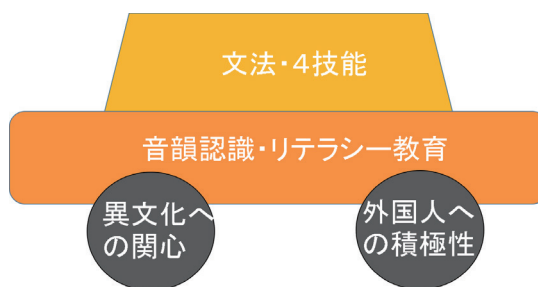 文法・４技能
音韻認識・リテラシー教育
異文化へ
の関心
外国人へ
の積極性